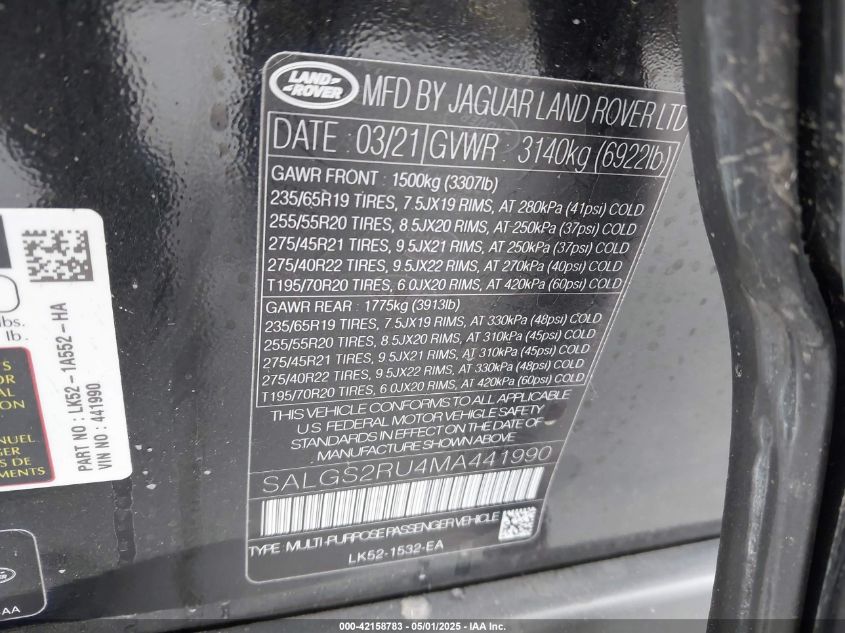 LAND
ROVER
MFD BY JAGUAR LAND ROVER LTD
DATE : 03/21 GVWR : 3140kg (6922lb)
GAWR FRONT : 1500kg (3307lb)
235/65R19 TIRES, 7.5JX19 RIMS, AT 280kPa (41psi) COLD
255/55R20 TIRES, 8.5JX20 RIMS, AT 250kPa (37psi) COLD
275/45R21 TIRES, 9.5JX21 RIMS, AT 250kPa (37psi) COLD
275/40R22 TIRES, 9.5JX22 RIMS, AT 270kPa (40psi) COLD
T195/70R20 TIRES, 6.0JX20 RIMS, AT 420kPa (60psi) COLD
GAWR REAR : 1775kg (3913lb)
235/65R19 TIRES, 7.5JX19 RIMS, AT 330kPa (48psi) COLD
255/55R20 TIRES, 8.5JX20 RIMS, AT 310kPa (45psi) COLD
275/45R21 TIRES, 9.5JX21 RIMS, AT 310kPa (45psi) COLD
275/40R22 TIRES, 9.5JX22 RIMS, AT 330kPa (48psi) COLD
T195/70R20 TIRES, 6.0JX20 RIMS, AT 420kPa (60psi) COLD
THIS VEHICLE CONFORMS TO ALL APPLICABLE
U.S. FEDERAL MOTOR VEHICLE SAFETY
STANDARDS IN EFFECT ON THE DATE OF
MANUFACTURE SHOWN ABOVE
SALGS2RU4MA441990
TYPE : MULTI-PURPOSE PASSENGER VEHICLE
LK52-1532-EA
lbs.
lb.
PART NO : LK52-1A552-HA
VIN NO : 441990
MANUEL
AA
000-42158783 - 05/01/2025 - IAA Inc.